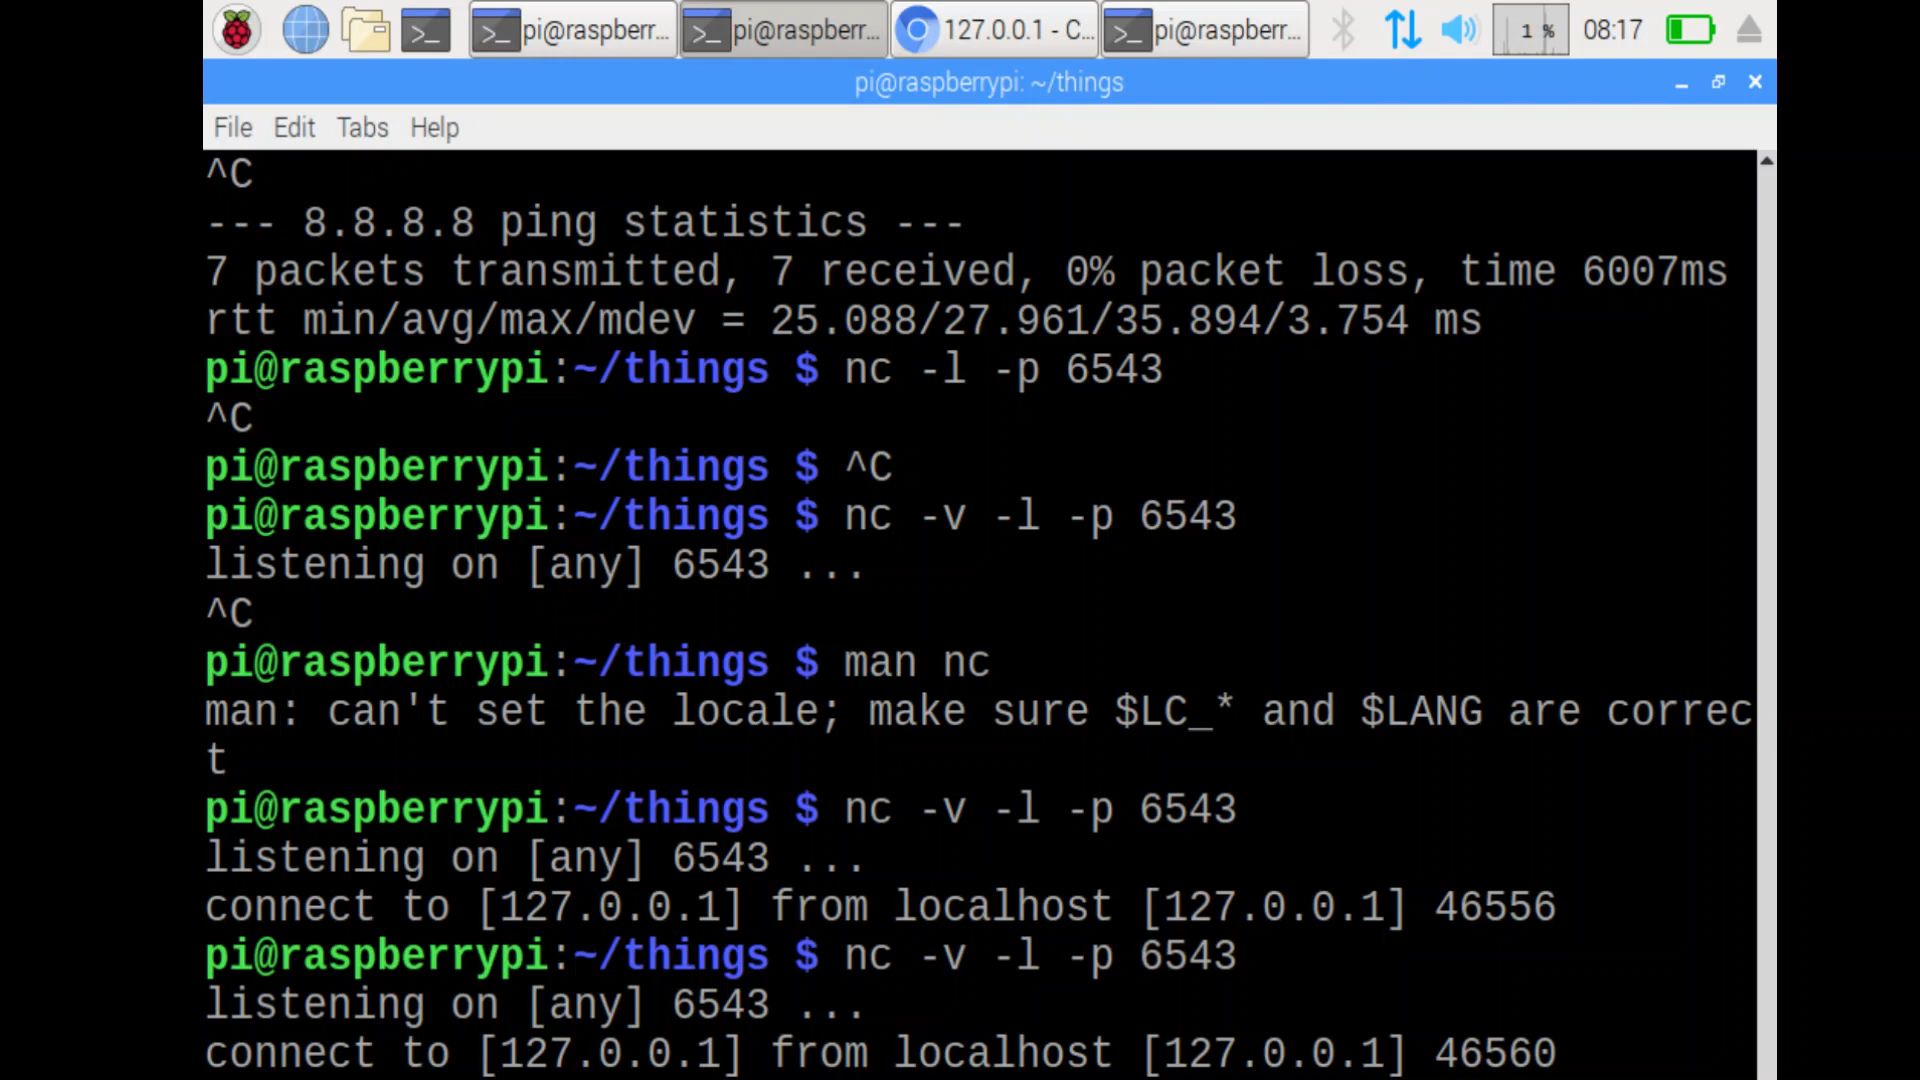 pi@raspberr... pi@raspberr... 127.0.0.1 - C... pi@raspberr... 1 % 08:17
pi@raspberrypi: ~/things
File Edit Tabs Help
^C
--- 8.8.8.8 ping statistics ---
7 packets transmitted, 7 received, 0% packet loss, time 6007ms
rtt min/avg/max/mdev = 25.088/27.961/35.894/3.754 ms
pi@raspberrypi:~/things $ nc -l -p 6543
^C
pi@raspberrypi:~/things $ ^C
pi@raspberrypi:~/things $ nc -v -l -p 6543
listening on [any] 6543 ...
^C
pi@raspberrypi:~/things $ man nc
man: can't set the locale; make sure $LC_* and $LANG are correc
t
pi@raspberrypi:~/things $ nc -v -l -p 6543
listening on [any] 6543 ...
connect to [127.0.0.1] from localhost [127.0.0.1] 46556
pi@raspberrypi:~/things $ nc -v -l -p 6543
listening on [any] 6543 ...
connect to [127.0.0.1] from localhost [127.0.0.1] 46560